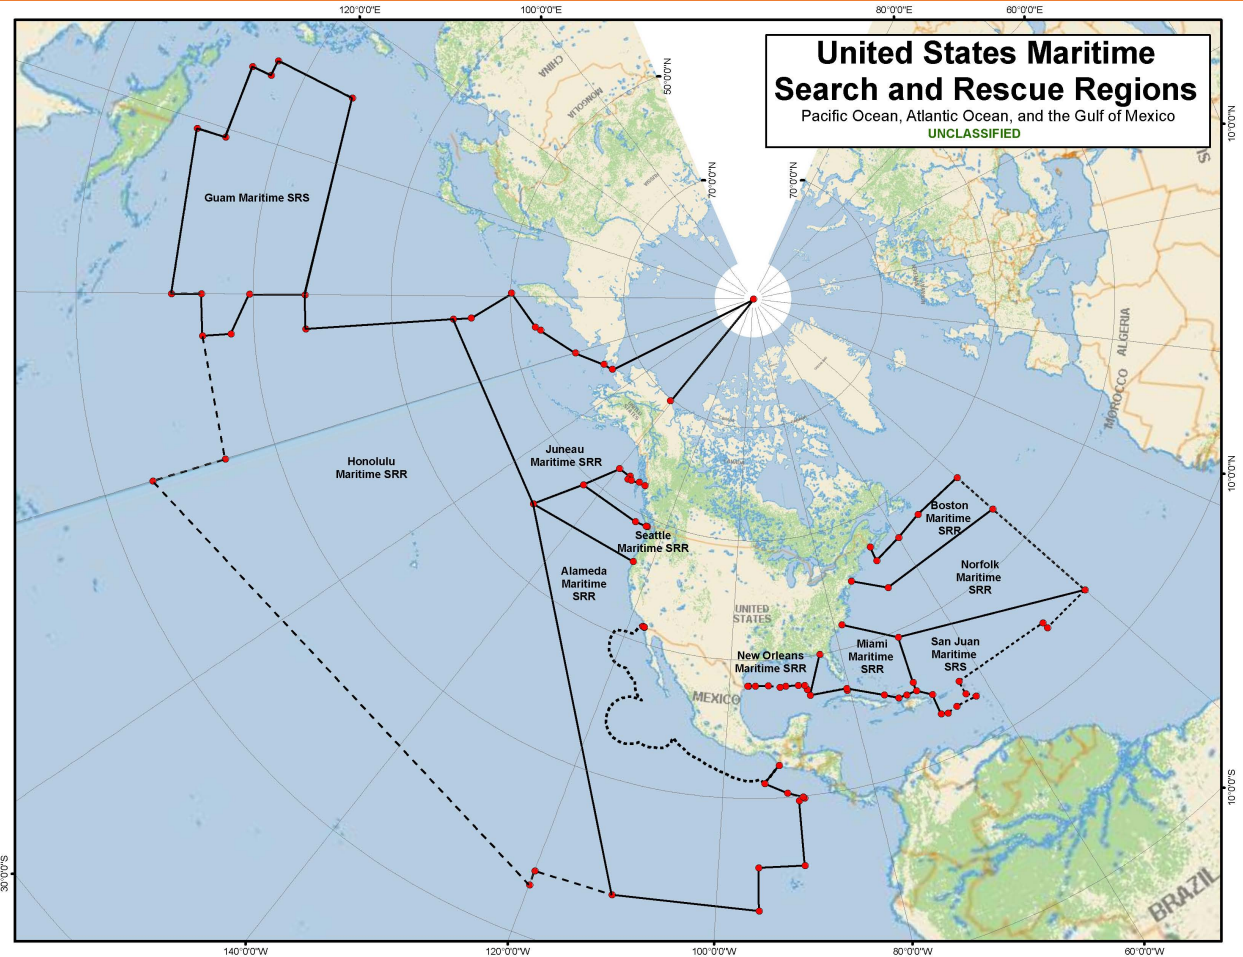 120°0'0"W
100°0'0"W
80°0'0"W
60°0'0"W
United States Maritime
Search and Rescue Regions
Pacific Ocean, Atlantic Ocean, and the Gulf of Mexico
UNCLASSIFIED
CHINA
MONGOLIA
50°0'0"N
70°0'0"N
70°0'0"N
10°0'0"N
Guam Maritime SRS
ALGERIA
MOROCCO
Juneau
Maritime SRR
Honolulu
Maritime SRR
10°0'0"N
Boston
Maritime
SRR
Seattle
Maritime SRR
Norfolk
Maritime
SRR
Alameda
Maritime
SRR
UNITED
STATES
New Orleans
Maritime SRR
Miami
Maritime
SRR
San Juan
Maritime
SRS
MEXICO
10°0'0"S
30°0'0"S
BRAZIL
140°0'0"W
120°0'0"W
100°0'0"W
80°0'0"W
60°0'0"W